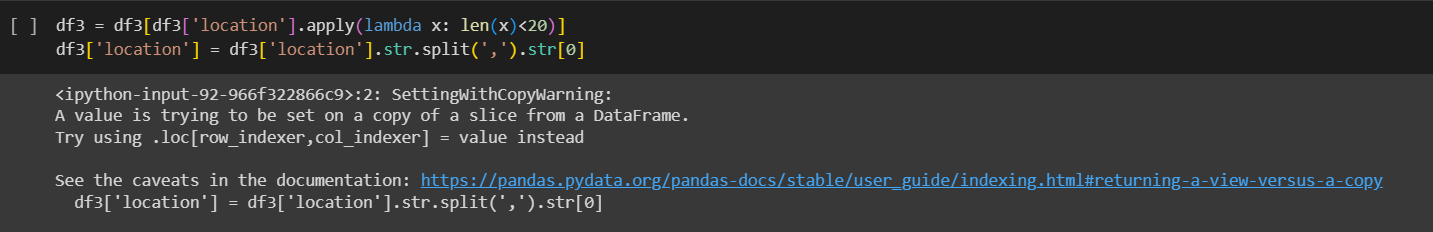 [ ] df3 = df3[df3['location'].apply(lambda x: len(x)<20)]
df3['location'] = df3['location'].str.split(',').str[0]
<ipython-input-92-966f322866c9>:2: SettingWithCopyWarning:
A value is trying to be set on a copy of a slice from a DataFrame.
Try using .loc[row_indexer,col_indexer] = value instead
See the caveats in the documentation: https://pandas.pydata.org/pandas-docs/stable/user_guide/indexing.html#returning-a-view-versus-a-copy
df3['location'] = df3['location'].str.split(',').str[0]